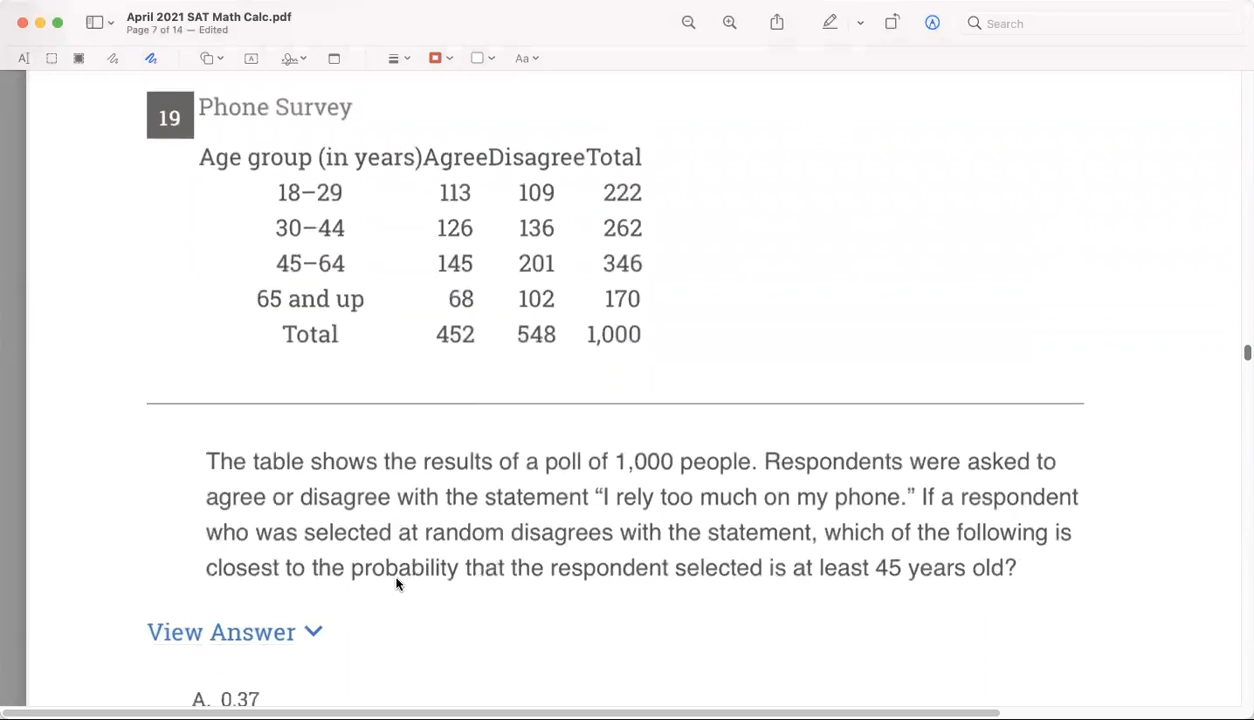 April 2021 SAT Math Calc.pdf
Page 7 of 14 — Edited
Search
Aa
19 Phone Survey
Age group (in years)AgreeDisagreeTotal
18–29 113 109 222
30–44 126 136 262
45–64 145 201 346
65 and up 68 102 170
Total 452 548 1,000
The table shows the results of a poll of 1,000 people. Respondents were asked to
agree or disagree with the statement “I rely too much on my phone.” If a respondent
who was selected at random disagrees with the statement, which of the following is
closest to the probability that the respondent selected is at least 45 years old?
View Answer
A. 0.37